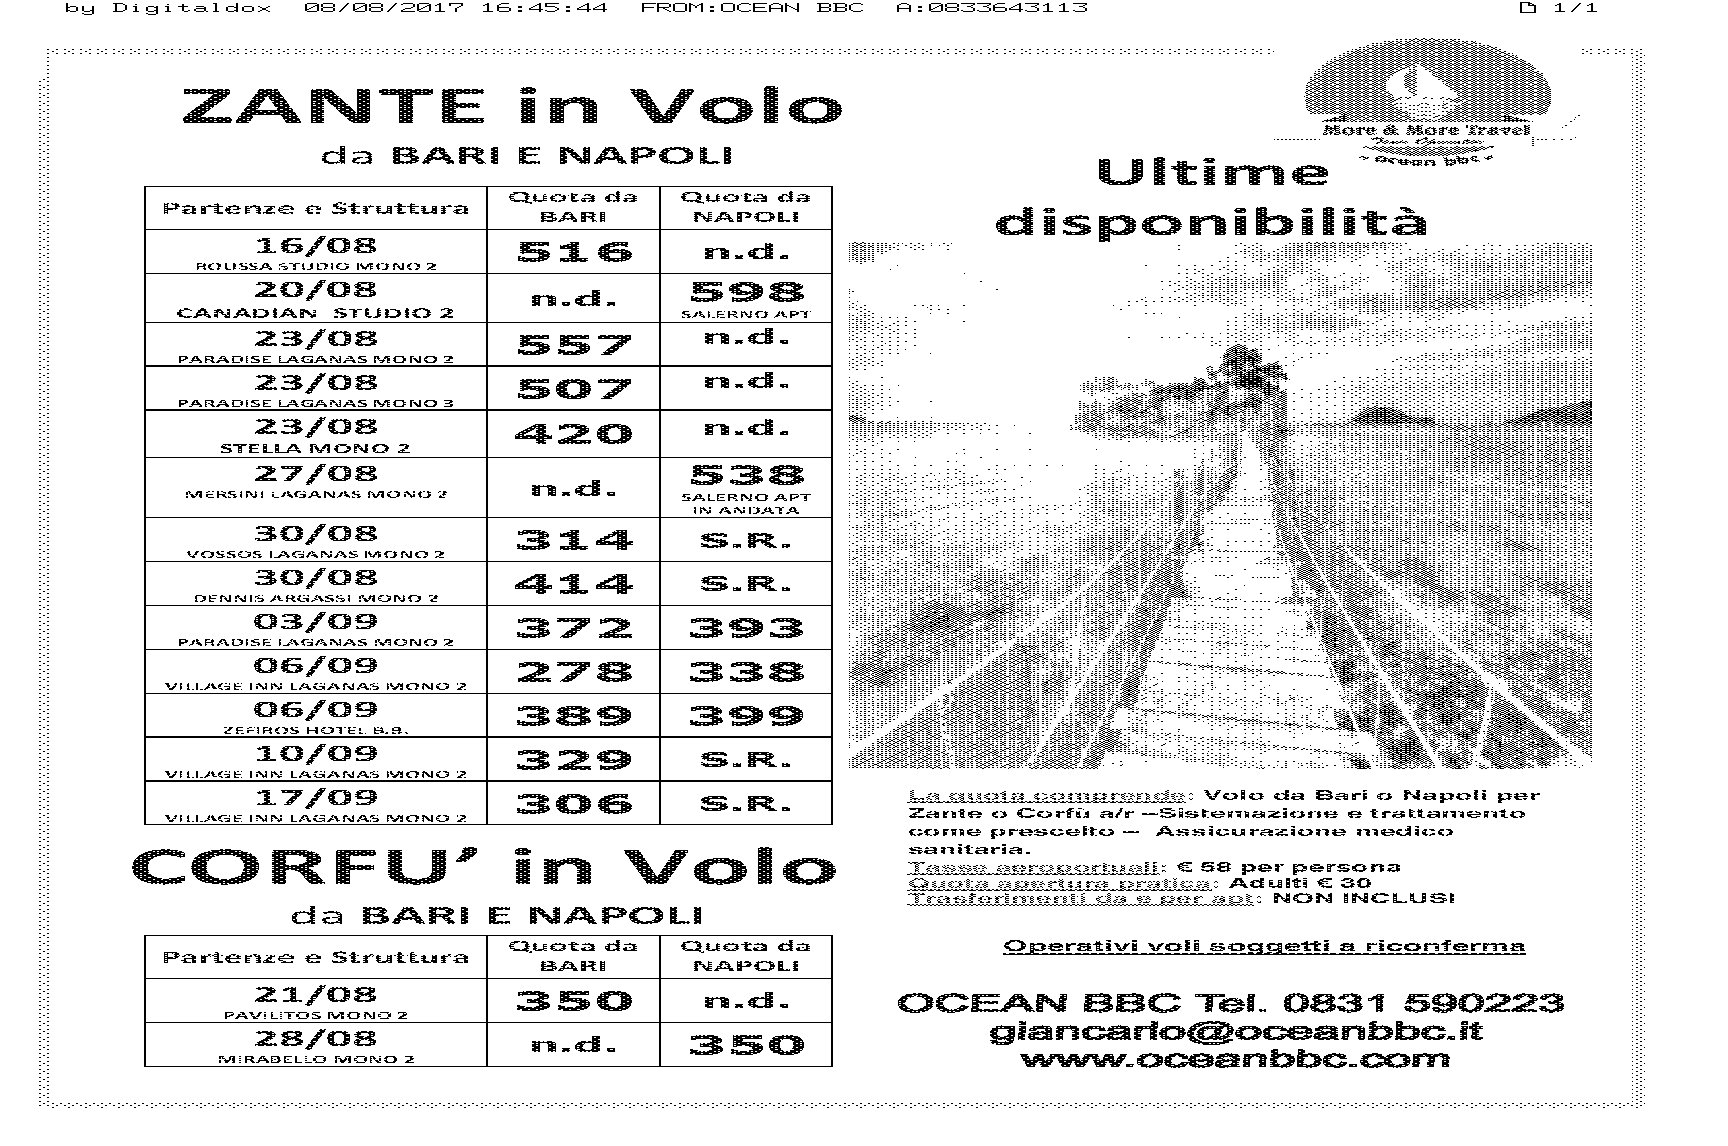 by Digitaldox 08/08/2017 16:45:44 FROM:OCEAN BBC A:0833643113 1/1
More & More Travel
Tour Operator
Ocean bbc
ZANTE in Volo
da BARI E NAPOLI
Ultime
disponibilità
Partenze e Struttura Quota da BARI Quota da NAPOLI
16/08 516 n.d.
ROUSSA STUDIO MONO 2
20/08 n.d. 598
CANADIAN STUDIO 2 SALERNO APT
23/08 557 n.d.
PARADISE LAGANAS MONO 2
23/08 507 n.d.
PARADISE LAGANAS MONO 3
23/08 420 n.d.
STELLA MONO 2
27/08 n.d. 538
MERSINI LAGANAS MONO 2 SALERNO APT
IN ANDATA
30/08 314 S.R.
VOSSOS LAGANAS MONO 2
30/08 414 S.R.
DENNIS ARGASSI MONO 2
03/09 372 393
PARADISE LAGANAS MONO 2
06/09 278 338
VILLAGE INN LAGANAS MONO 2
06/09 389 399
ZEFIROS HOTEL B.B.
10/09 329 S.R.
VILLAGE INN LAGANAS MONO 2
17/09 306 S.R.
VILLAGE INN LAGANAS MONO 2
CORFU’ in Volo
da BARI E NAPOLI
Partenze e Struttura Quota da BARI Quota da NAPOLI
21/08 350 n.d.
PAVILITOS MONO 2
28/08 n.d. 350
MIRABELLO MONO 2
La quota comprende: Volo da Bari o Napoli per
Zante o Corfù a/r –Sistemazione e trattamento
come prescelto – Assicurazione medico
sanitaria.
Tasse aeroportuali: € 58 per persona
Quota apertura pratica: Adulti € 30
Trasferimenti da e per apt: NON INCLUSI
Operativi voli soggetti a riconferma
OCEAN BBC Tel. 0831 590223
giancarlo@oceanbbc.it
www.oceanbbc.com